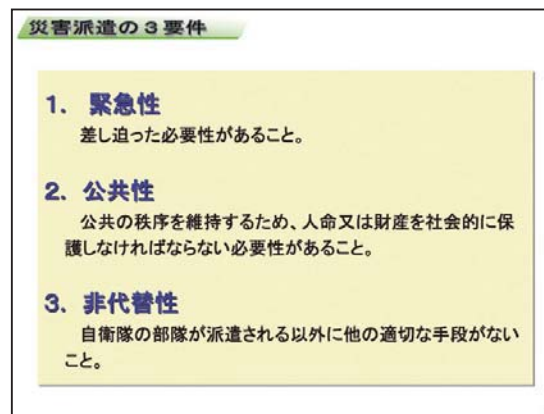 災害派遣の3要件
1. 緊急性
差し迫った必要性があること。
2. 公共性
公共の秩序を維持するため、人命又は財産を社会的に保
護しなければならない必要性があること。
3. 非代替性
自衛隊の部隊が派遣される以外に他の適切な手段がない
こと。